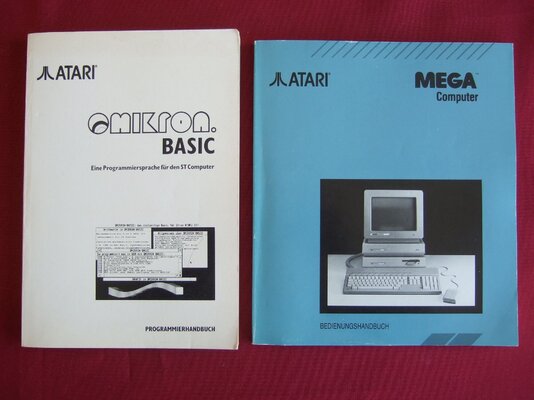 ATARI
OMIKRON.
BASIC
Eine Programmiersprache für den ST Computer
PROGRAMMIERHANDBUCH
ATARI
MEGA
Computer
BEDIENUNGSHANDBUCH